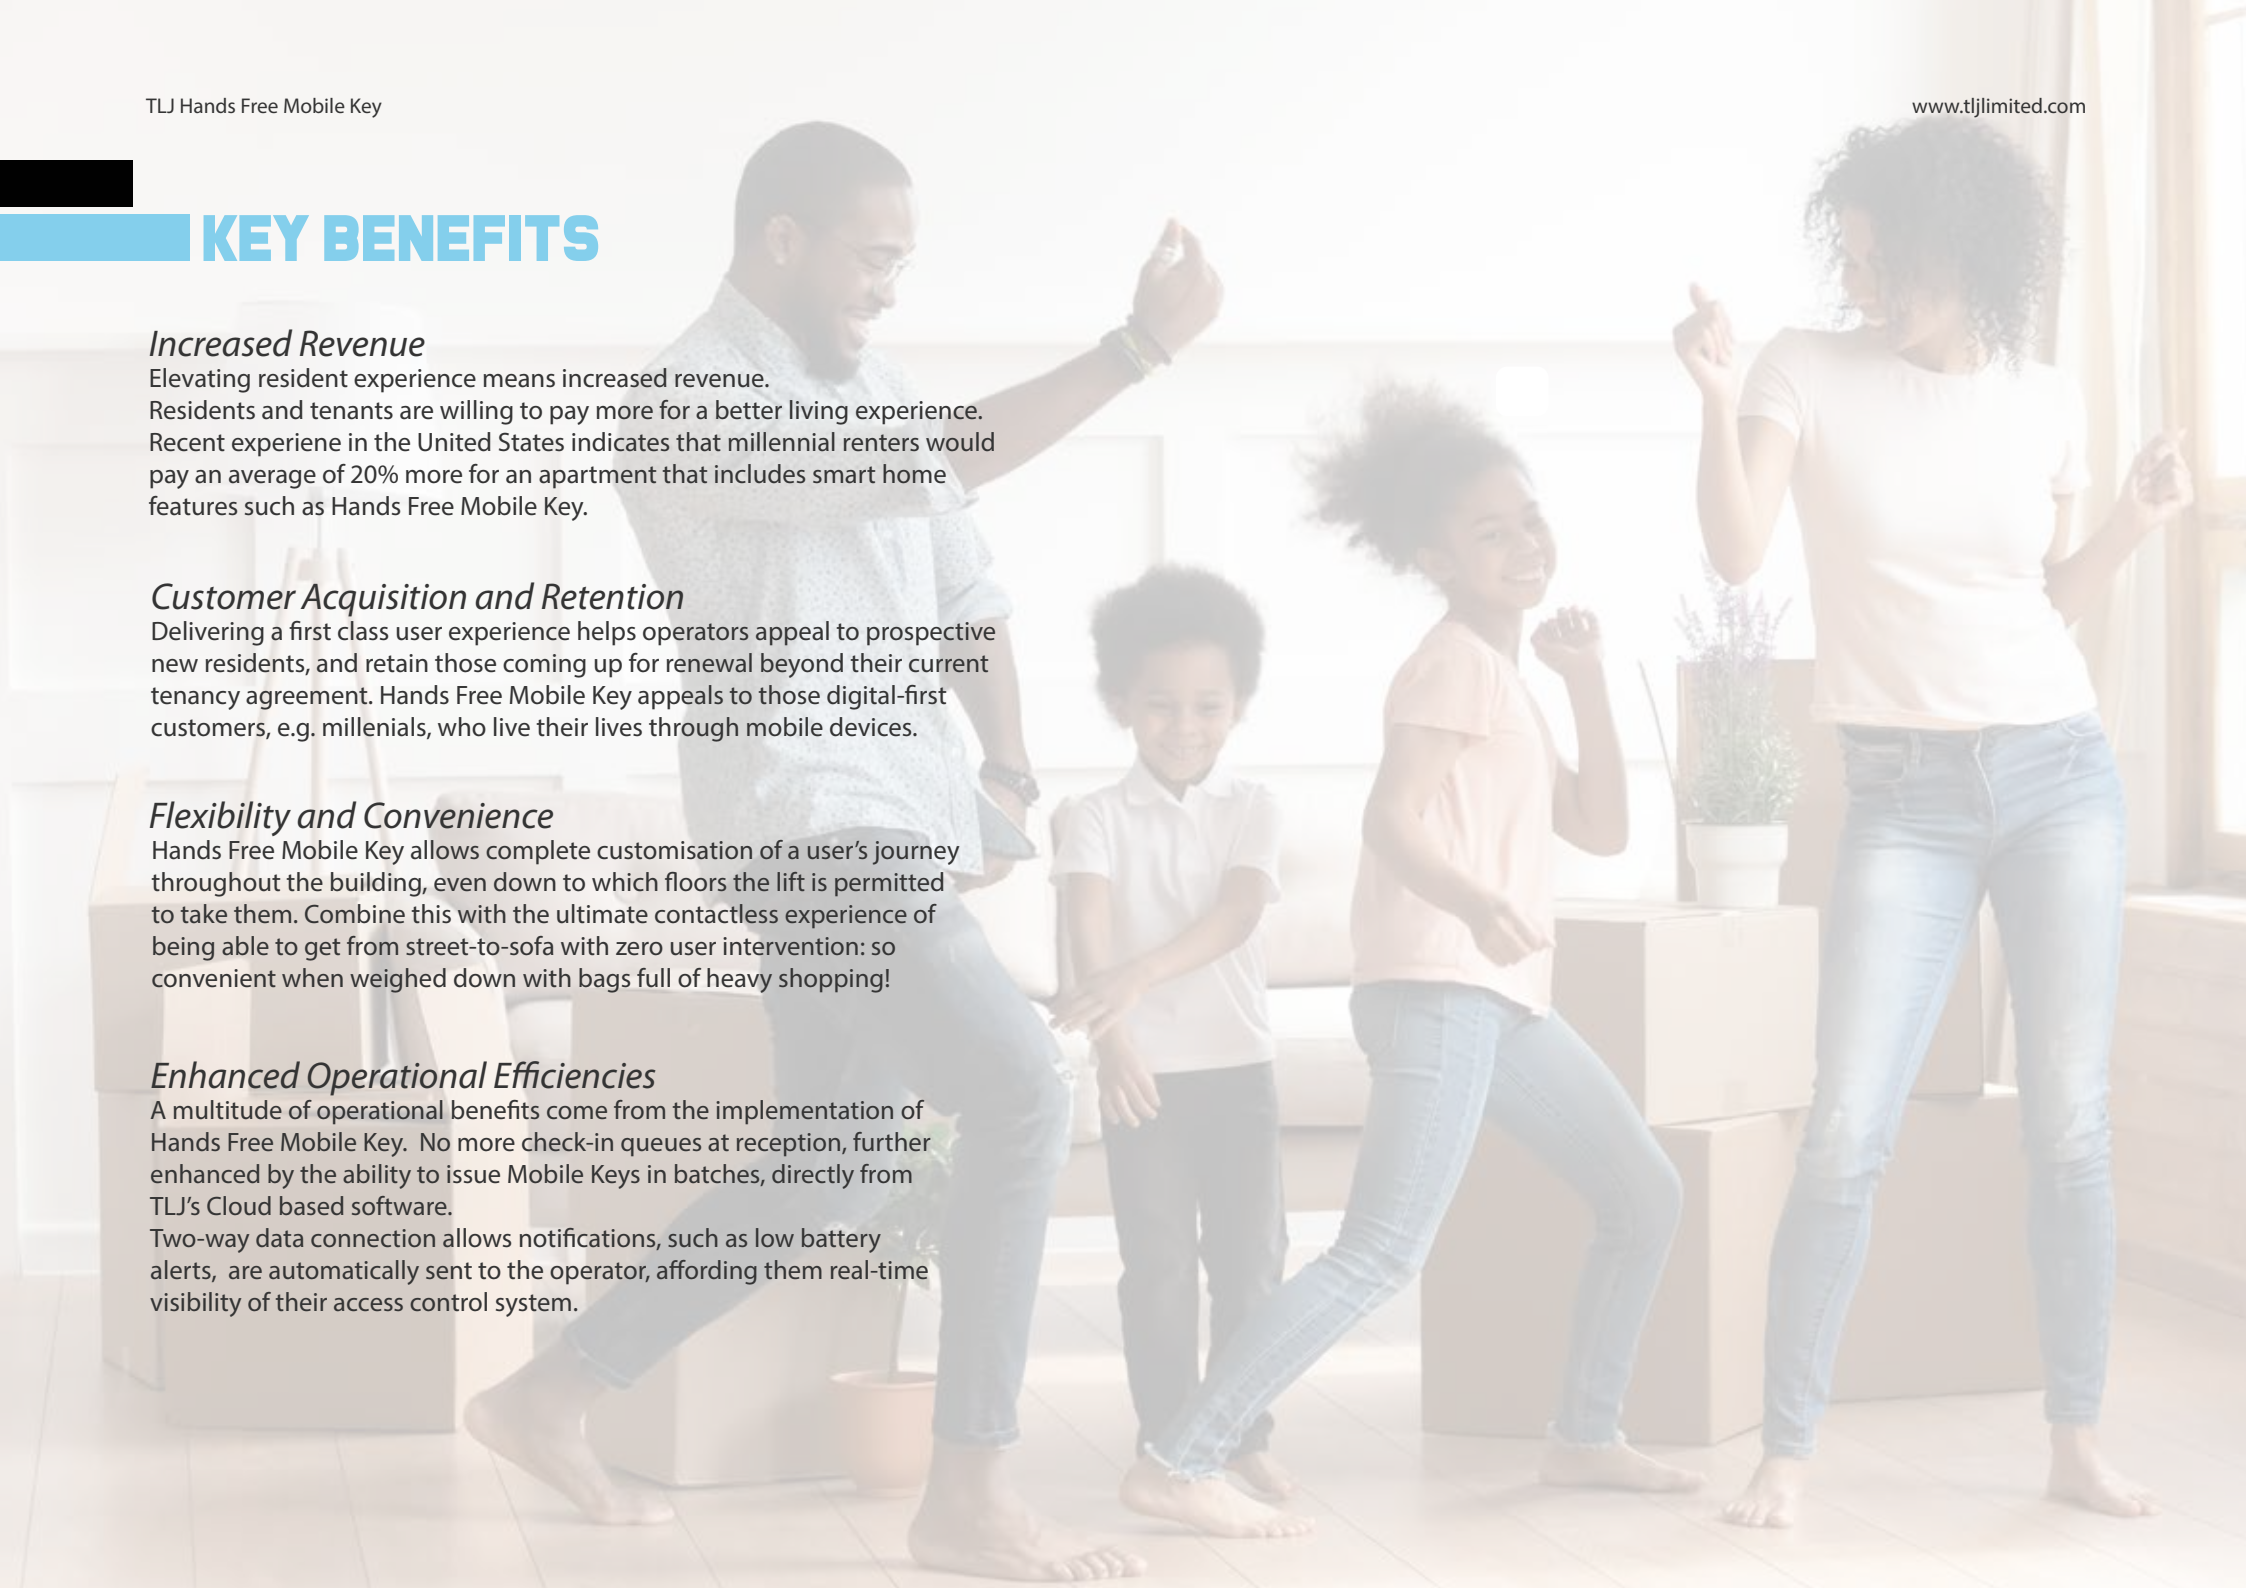 TLJ Hands Free Mobile Key
www.tljlimited.com
KEY BENEFITS
Increased Revenue
Elevating resident experience means increased revenue.
Residents and tenants are willing to pay more for a better living experience.
Recent experiene in the United States indicates that millennial renters would
pay an average of 20% more for an apartment that includes smart home
features such as Hands Free Mobile Key.
Customer Acquisition and Retention
Delivering a first class user experience helps operators appeal to prospective
new residents, and retain those coming up for renewal beyond their current
tenancy agreement. Hands Free Mobile Key appeals to those digital-first
customers, e.g. millenials, who live their lives through mobile devices.
Flexibility and Convenience
Hands Free Mobile Key allows complete customisation of a user’s journey
throughout the building, even down to which floors the lift is permitted
to take them. Combine this with the ultimate contactless experience of
being able to get from street-to-sofa with zero user intervention: so
convenient when weighed down with bags full of heavy shopping!
Enhanced Operational Efficiencies
A multitude of operational benefits come from the implementation of
Hands Free Mobile Key.  No more check-in queues at reception, further
enhanced by the ability to issue Mobile Keys in batches, directly from
TLJ’s Cloud based software.
Two-way data connection allows notifications, such as low battery
alerts,  are automatically sent to the operator, affording them real-time
visibility of their access control system.